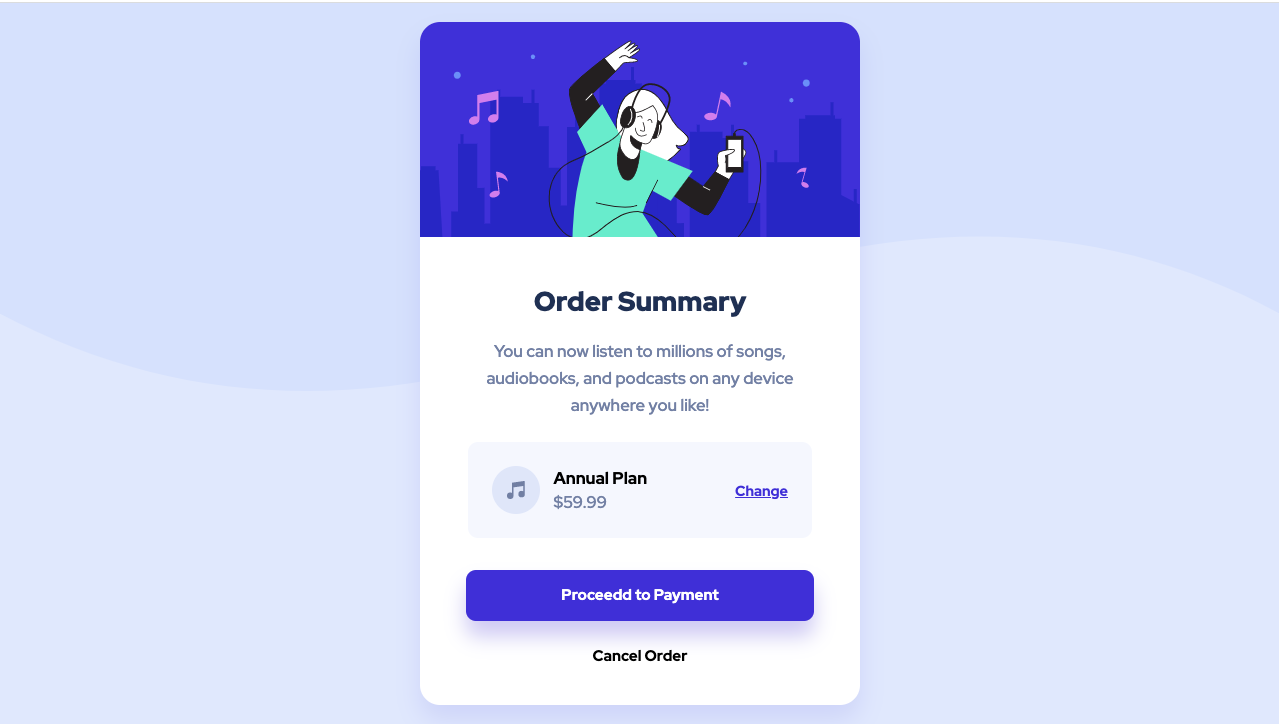 Order Summary
You can now listen to millions of songs,
audiobooks, and podcasts on any device
anywhere you like!
Annual Plan
$59.99
Change
Proceedd to Payment
Cancel Order